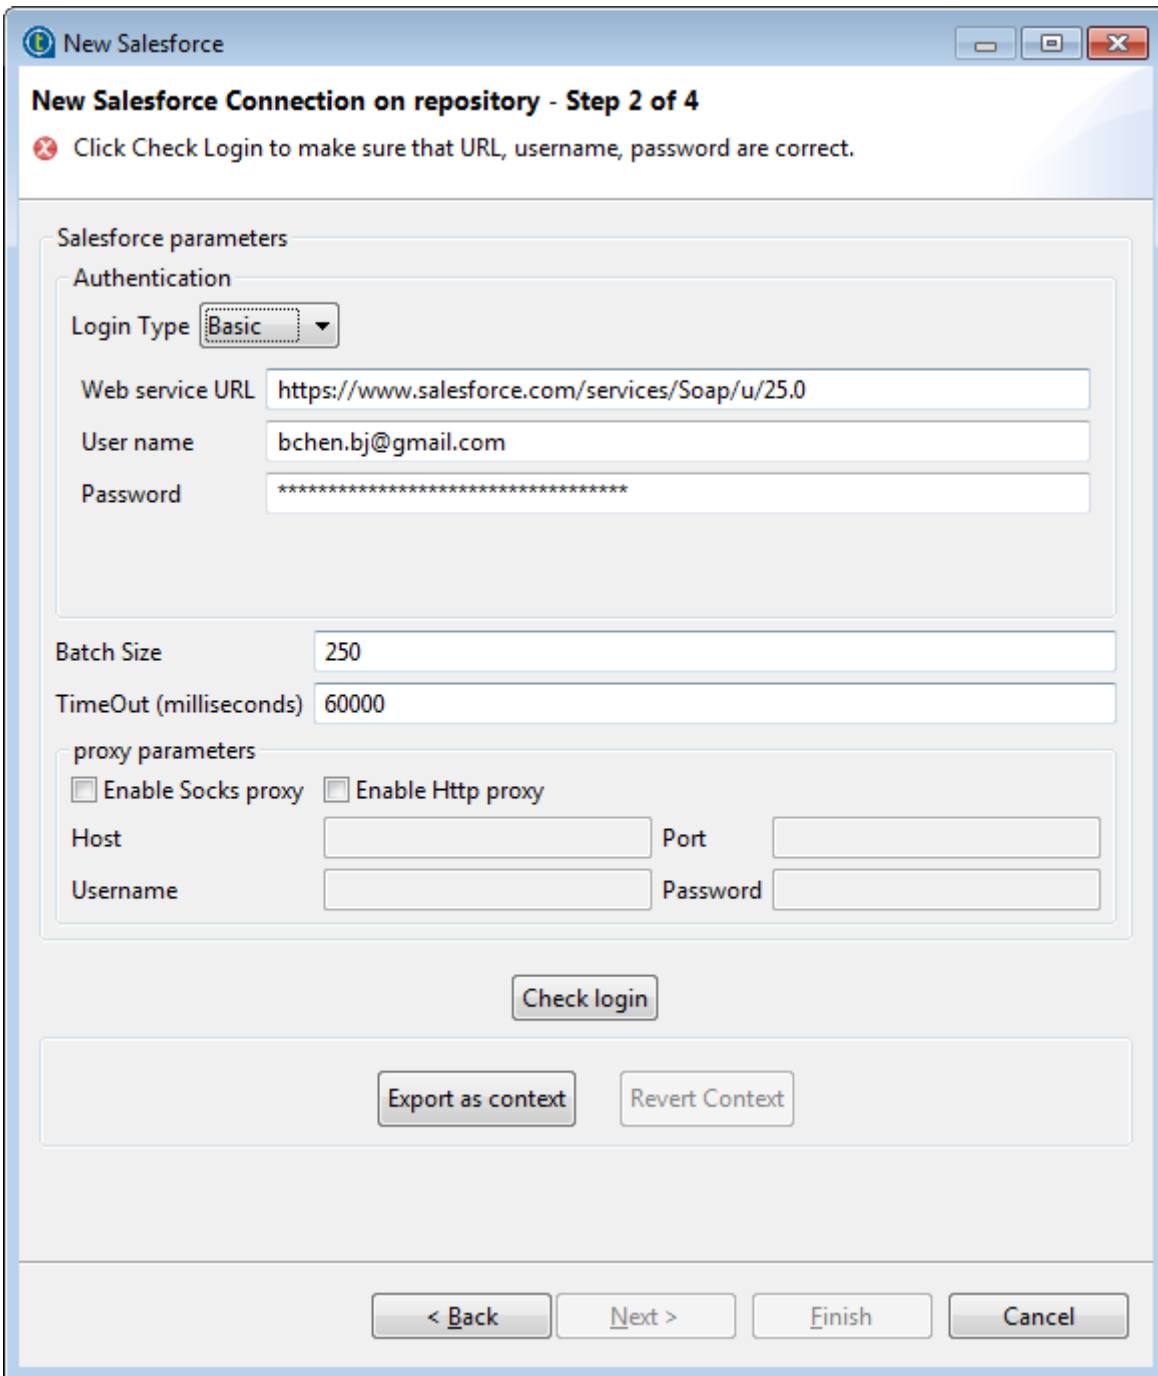 New Salesforce
New Salesforce Connection on repository - Step 2 of 4
Click Check Login to make sure that URL, username, password are correct.
Salesforce parameters
Authentication
Login Type Basic
Web service URL https://www.salesforce.com/services/Soap/u/25.0
User name bchen.bj@gmail.com
Password ***********************************
Batch Size 250
TimeOut (milliseconds) 60000
proxy parameters
Enable Socks proxy Enable Http proxy
Host Port
Username Password
Check login
Export as context Revert Context
< Back Next > Finish Cancel